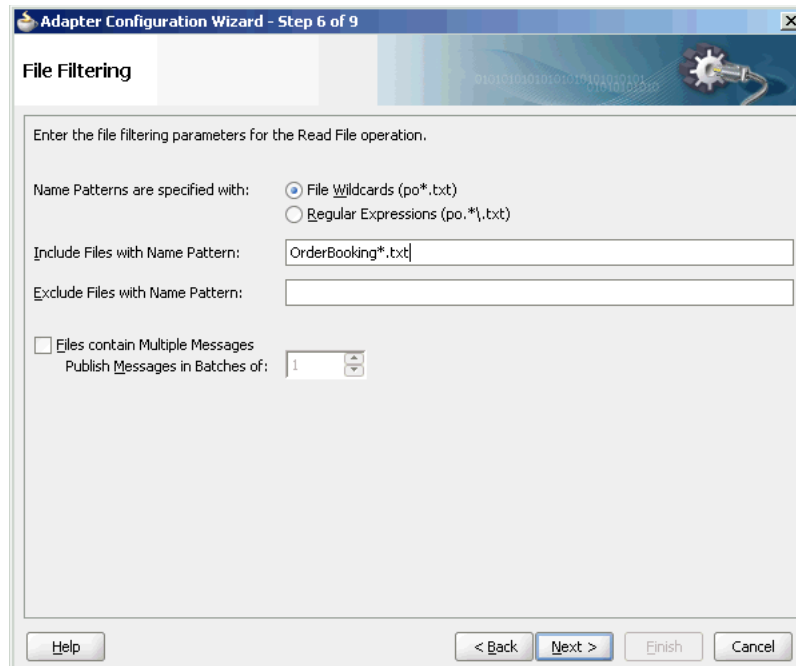 Adapter Configuration Wizard - Step 6 of 9
File Filtering
Enter the file filtering parameters for the Read File operation.
Name Patterns are specified with: File Wildcards (po*.txt)
Regular Expressions (po.*\.txt)
Include Files with Name Pattern: OrderBooking*.txt
Exclude Files with Name Pattern:
Files contain Multiple Messages
Publish Messages in Batches of: 1
Help < Back Next > Finish Cancel